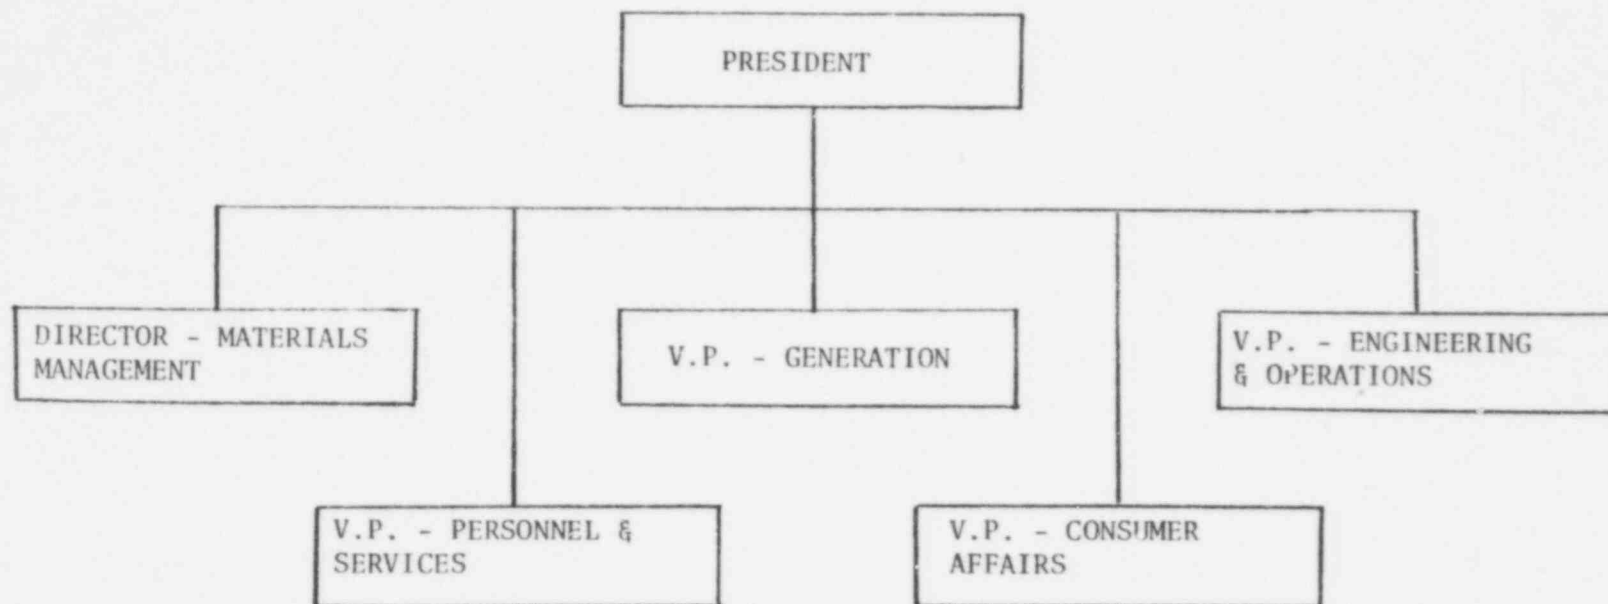 PRESIDENT
DIRECTOR - MATERIALS
MANAGEMENT
V.P. - GENERATION
V.P. - ENGINEERING
& OPERATIONS
V.P. - PERSONNEL &
SERVICES
V.P. - CONSUMER
AFFAIRS